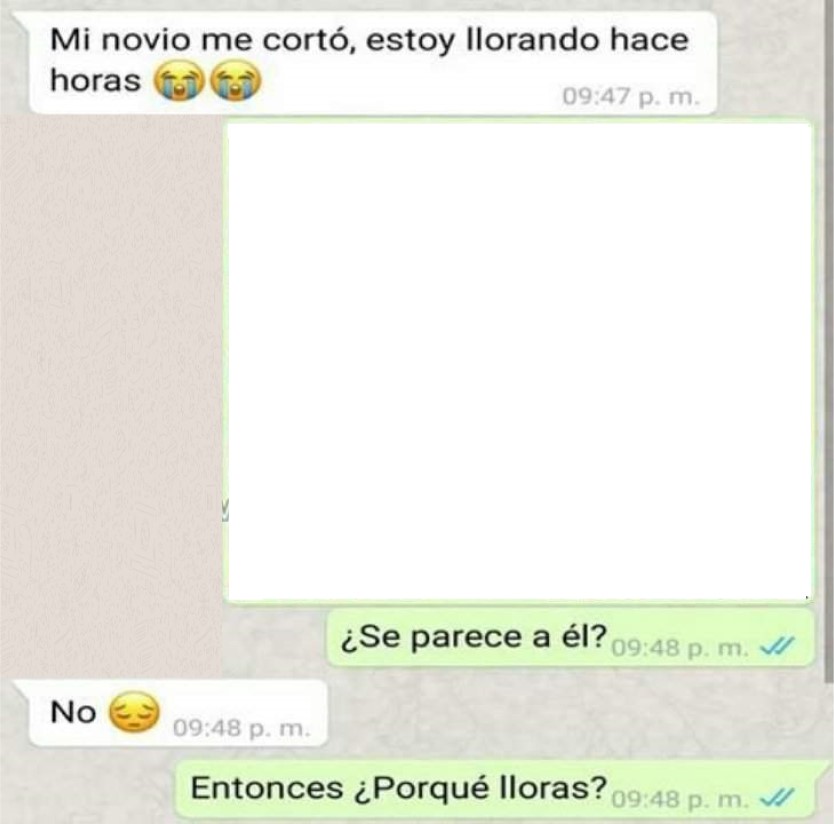 Mi novio me cortó, estoy llorando hace
horas 😭😭
09:47 p. m.
¿Se parece a él? 09:48 p. m.
No 😔 09:48 p. m.
Entonces ¿Porqué lloras? 09:48 p. m.